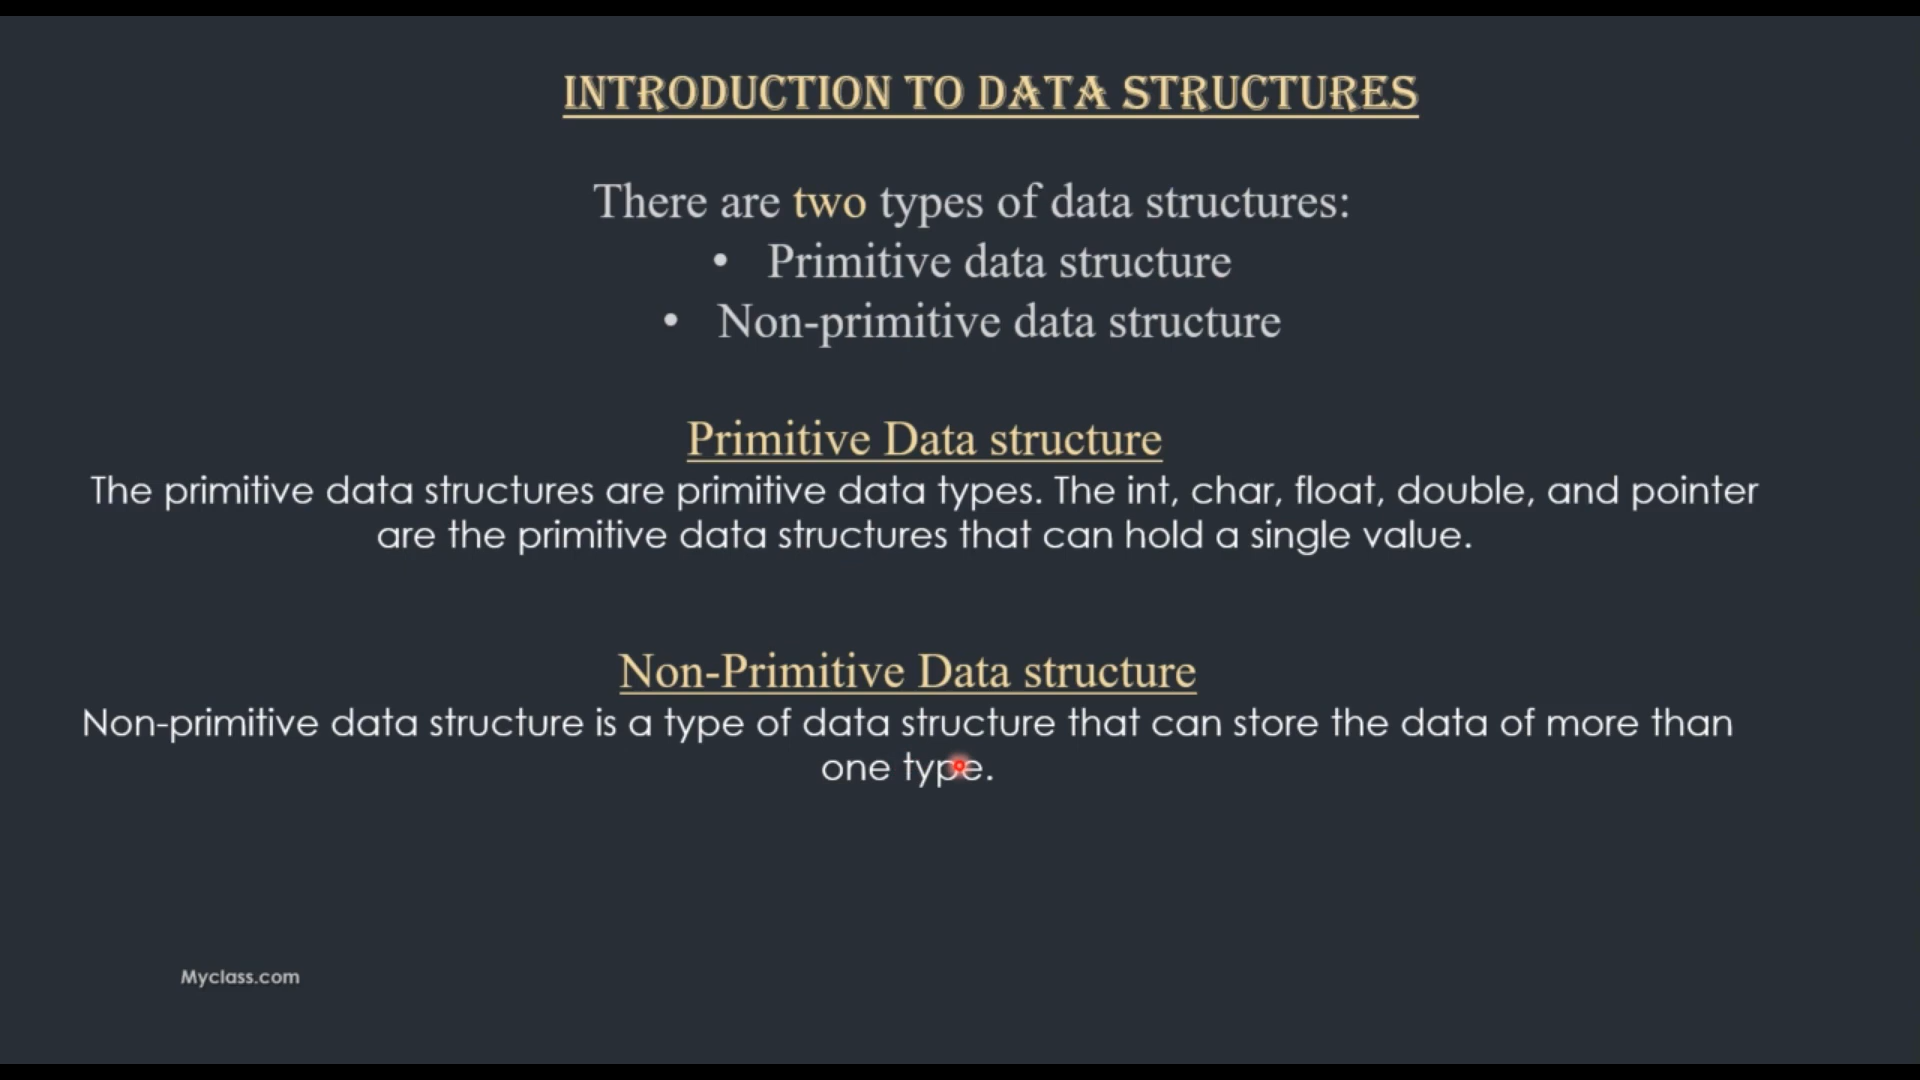 INTRODUCTION TO DATA STRUCTURES
There are two types of data structures:
• Primitive data structure
• Non-primitive data structure
Primitive Data structure
The primitive data structures are primitive data types. The int, char, float, double, and pointer
are the primitive data structures that can hold a single value.
Non-Primitive Data structure
Non-primitive data structure is a type of data structure that can store the data of more than
one type.
Myclass.com